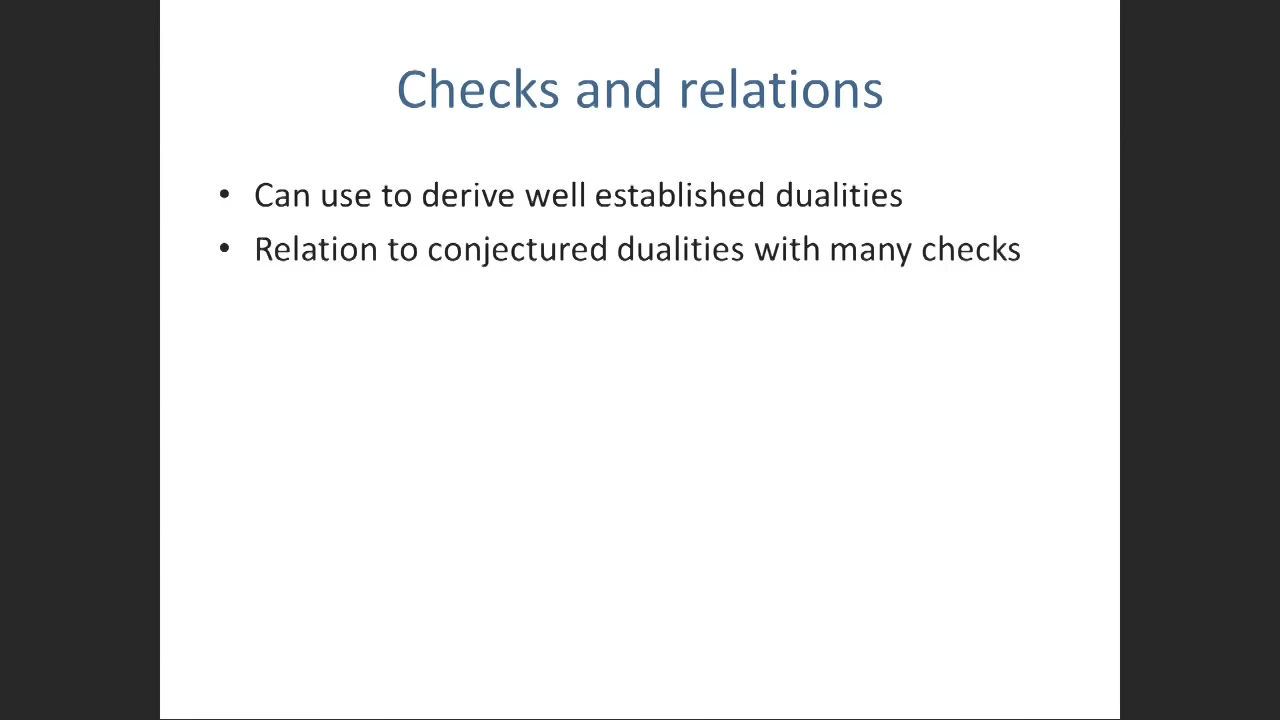 Checks and relations
• Can use to derive well established dualities
• Relation to conjectured dualities with many checks